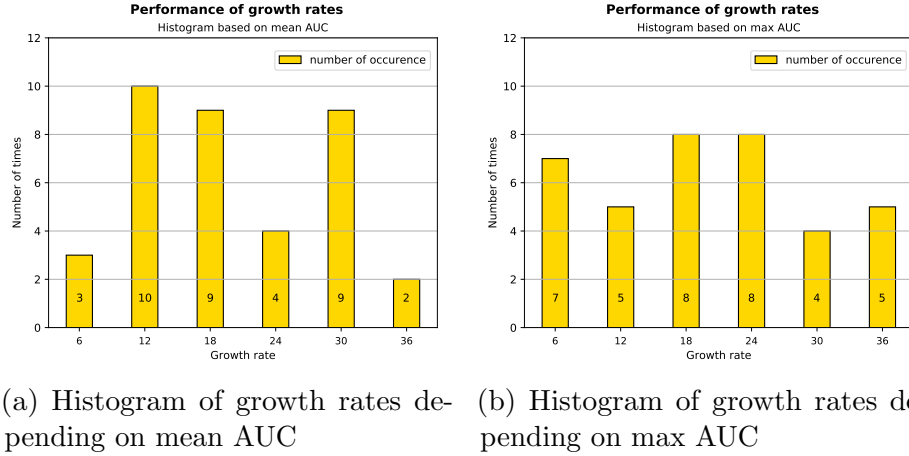 Performance of growth rates
Histogram based on mean AUC
number of occurence
12
10
8
6
4
2
0
Number of times
3
10
9
4
9
2
6
12
18
24
30
36
Growth rate
(a) Histogram of growth rates de-
pending on mean AUC
Performance of growth rates
Histogram based on max AUC
number of occurence
12
10
8
6
4
2
0
Number of times
7
5
8
8
4
5
6
12
18
24
30
36
Growth rate
(b) Histogram of growth rates de
pending on max AUC